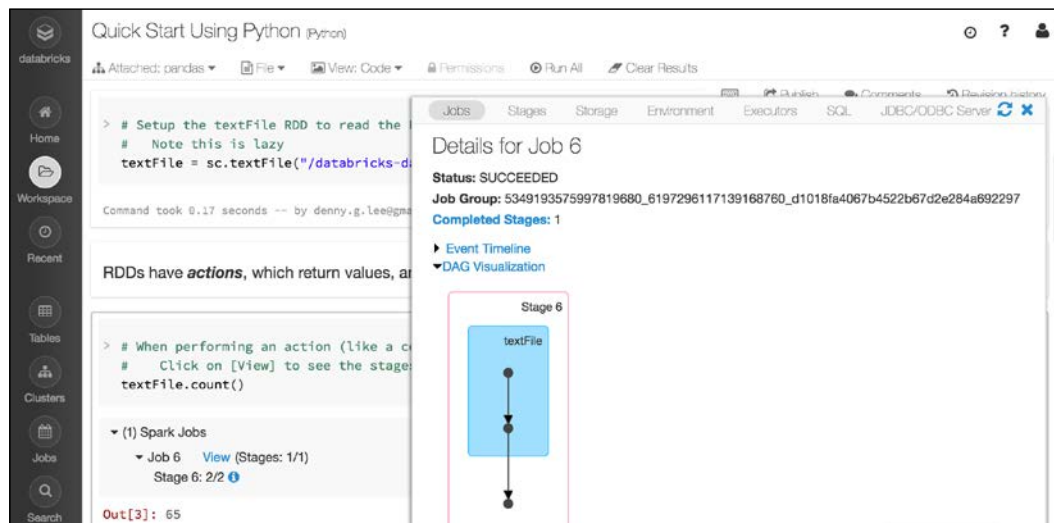 databricks
Home
Workspace
Recent
Tables
Clusters
Jobs
Search
Quick Start Using Python (Python)
?
Attached: pandas File View: Code Permissions Run All Clear Results
Publish Comments Revision history
> # Setup the textFile RDD to read the
# Note this is lazy
textFile = sc.textFile("/databricks-da
Command took 0.17 seconds -- by denny.g.lee@gma
RDDs have actions, which return values, an
> # When performing an action (like a co
# Click on [View] to see the stages
textFile.count()
(1) Spark Jobs
Job 6 View (Stages: 1/1)
Stage 6: 2/2
Out[3]: 65
Jobs Stages Storage Environment Executors SQL JDBC/ODBC Server
Details for Job 6
Status: SUCCEEDED
Job Group: 5349193575997819680_6197296117139168760_d1018fa4067b4522b67d2e284a692297
Completed Stages: 1
Event Timeline
DAG Visualization
Stage 6
textFile